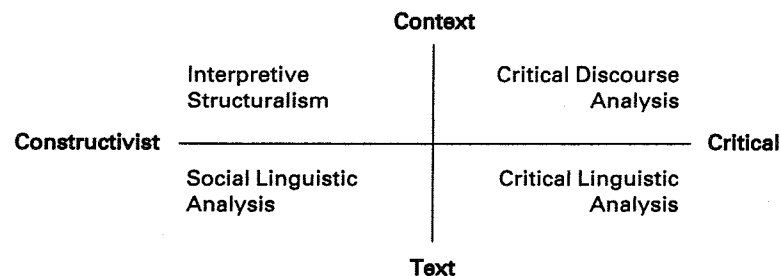 Context
Interpretive
Structuralism
Critical Discourse
Analysis
Constructivist
Critical
Social Linguistic
Analysis
Critical Linguistic
Analysis
Text